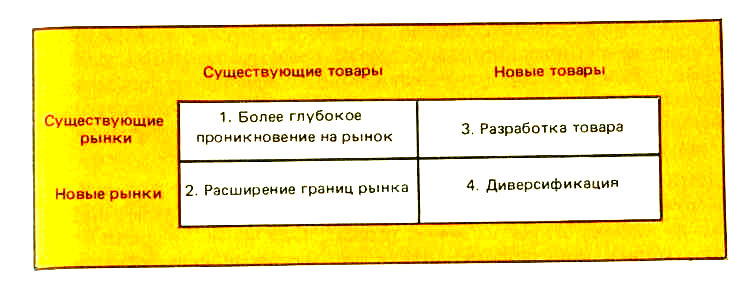 Существующие товары
Новые товары
Существующие
рынки
1. Более глубокое
проникновение на рынок
3. Разработка товара
Новые рынки
2. Расширение границ рынка
4. Диверсификация